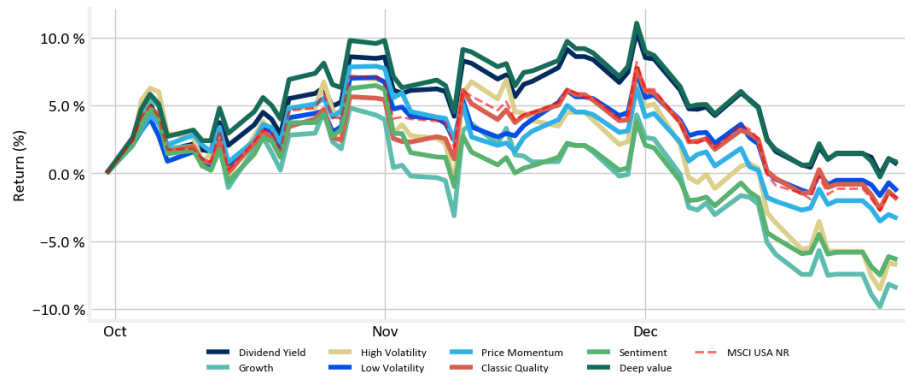 10.0 %
5.0 %
0.0 %
−5.0 %
−10.0 %
Return (%)
Oct Nov Dec
Dividend Yield High Volatility Price Momentum Sentiment MSCI USA NR
Growth Low Volatility Classic Quality Deep value